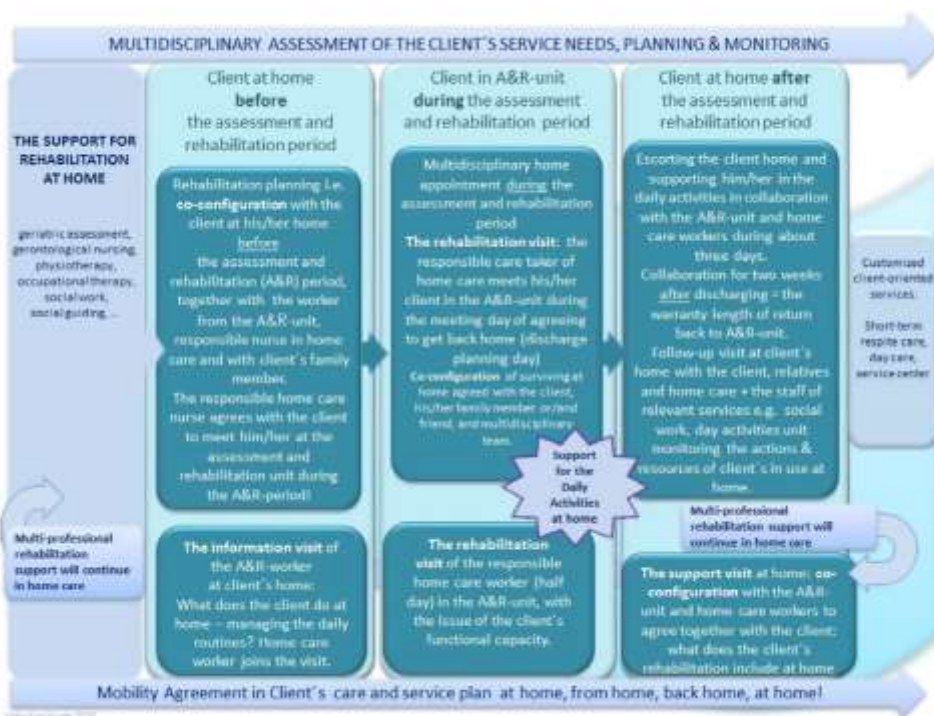 MULTIDISCIPLINARY ASSESSMENT OF THE CLIENT´S SERVICE NEEDS, PLANNING & MONITORING
THE SUPPORT FOR
REHABILITATION
AT HOME
geriatric assessment,
gerontological nursing,
physiotherapy,
occupational therapy,
social work,
social guiding,...
Multi-professional
rehabilitation
support will continue
in home care
Client at home
before
the assessment and
rehabilitation period
Rehabilitation planning i.e.
co-configuration with the
client at his/her home
before
the assessment and
rehabilitation (A&R) period,
together with the worker
from the A&R-unit,
responsible nurse in home
care and with client´s family
member.
The responsible home care
nurse agrees with the client
to meet him/her at the
assessment and
rehabilitation unit during
the A&R-period!
The information visit of
the A&R-worker
at client´s home:
What does the client do at
home – managing the daily
routines? Home care
worker joins the visit.
Client in A&R-unit
during the assessment
and rehabilitation period
Multidisciplinary home
appointment during the
assessment and rehabilitation
period
The rehabilitation visit: the
responsible care taker of
home care meets his/her
client in the A&R-unit during
the meeting day of agreeing
to get back home (discharge
planning day)
Co-configuration of surviving at
home agreed with the client,
his/her family member or/and
friend, and multidisciplinary
team.
Support
for the
Daily
Activities
at home
The rehabilitation
visit of the responsible
home care worker (half
day) in the A&R-unit, with
the issue of the client´s
functional capacity.
Client at home after
the assessment and
rehabilitation period
Escorting the client home and
supporting him/her in the
daily activities in collaboration
with the A&R-unit and home
care workers during about
three days.
Collaboration for two weeks
after discharging = the
warranty length of return
back to A&R-unit.
Follow-up visit at client´s
home with the client, relatives
and home care + the staff of
relevant services e.g. social
work, day activities unit
monitoring the actions &
resources of client´s in use at
home.
Multi-professional
rehabilitation support will
continue in home care
The support visit at home: co-
configuration with the A&R-
unit and home care workers to
agree together with the client:
what does the client´s
rehabilitation include at home
Customized
client-oriented
services.
Short-term
respite care,
day care,
service center
Mobility Agreement in Client´s care and service plan at home, from home, back home, at home!